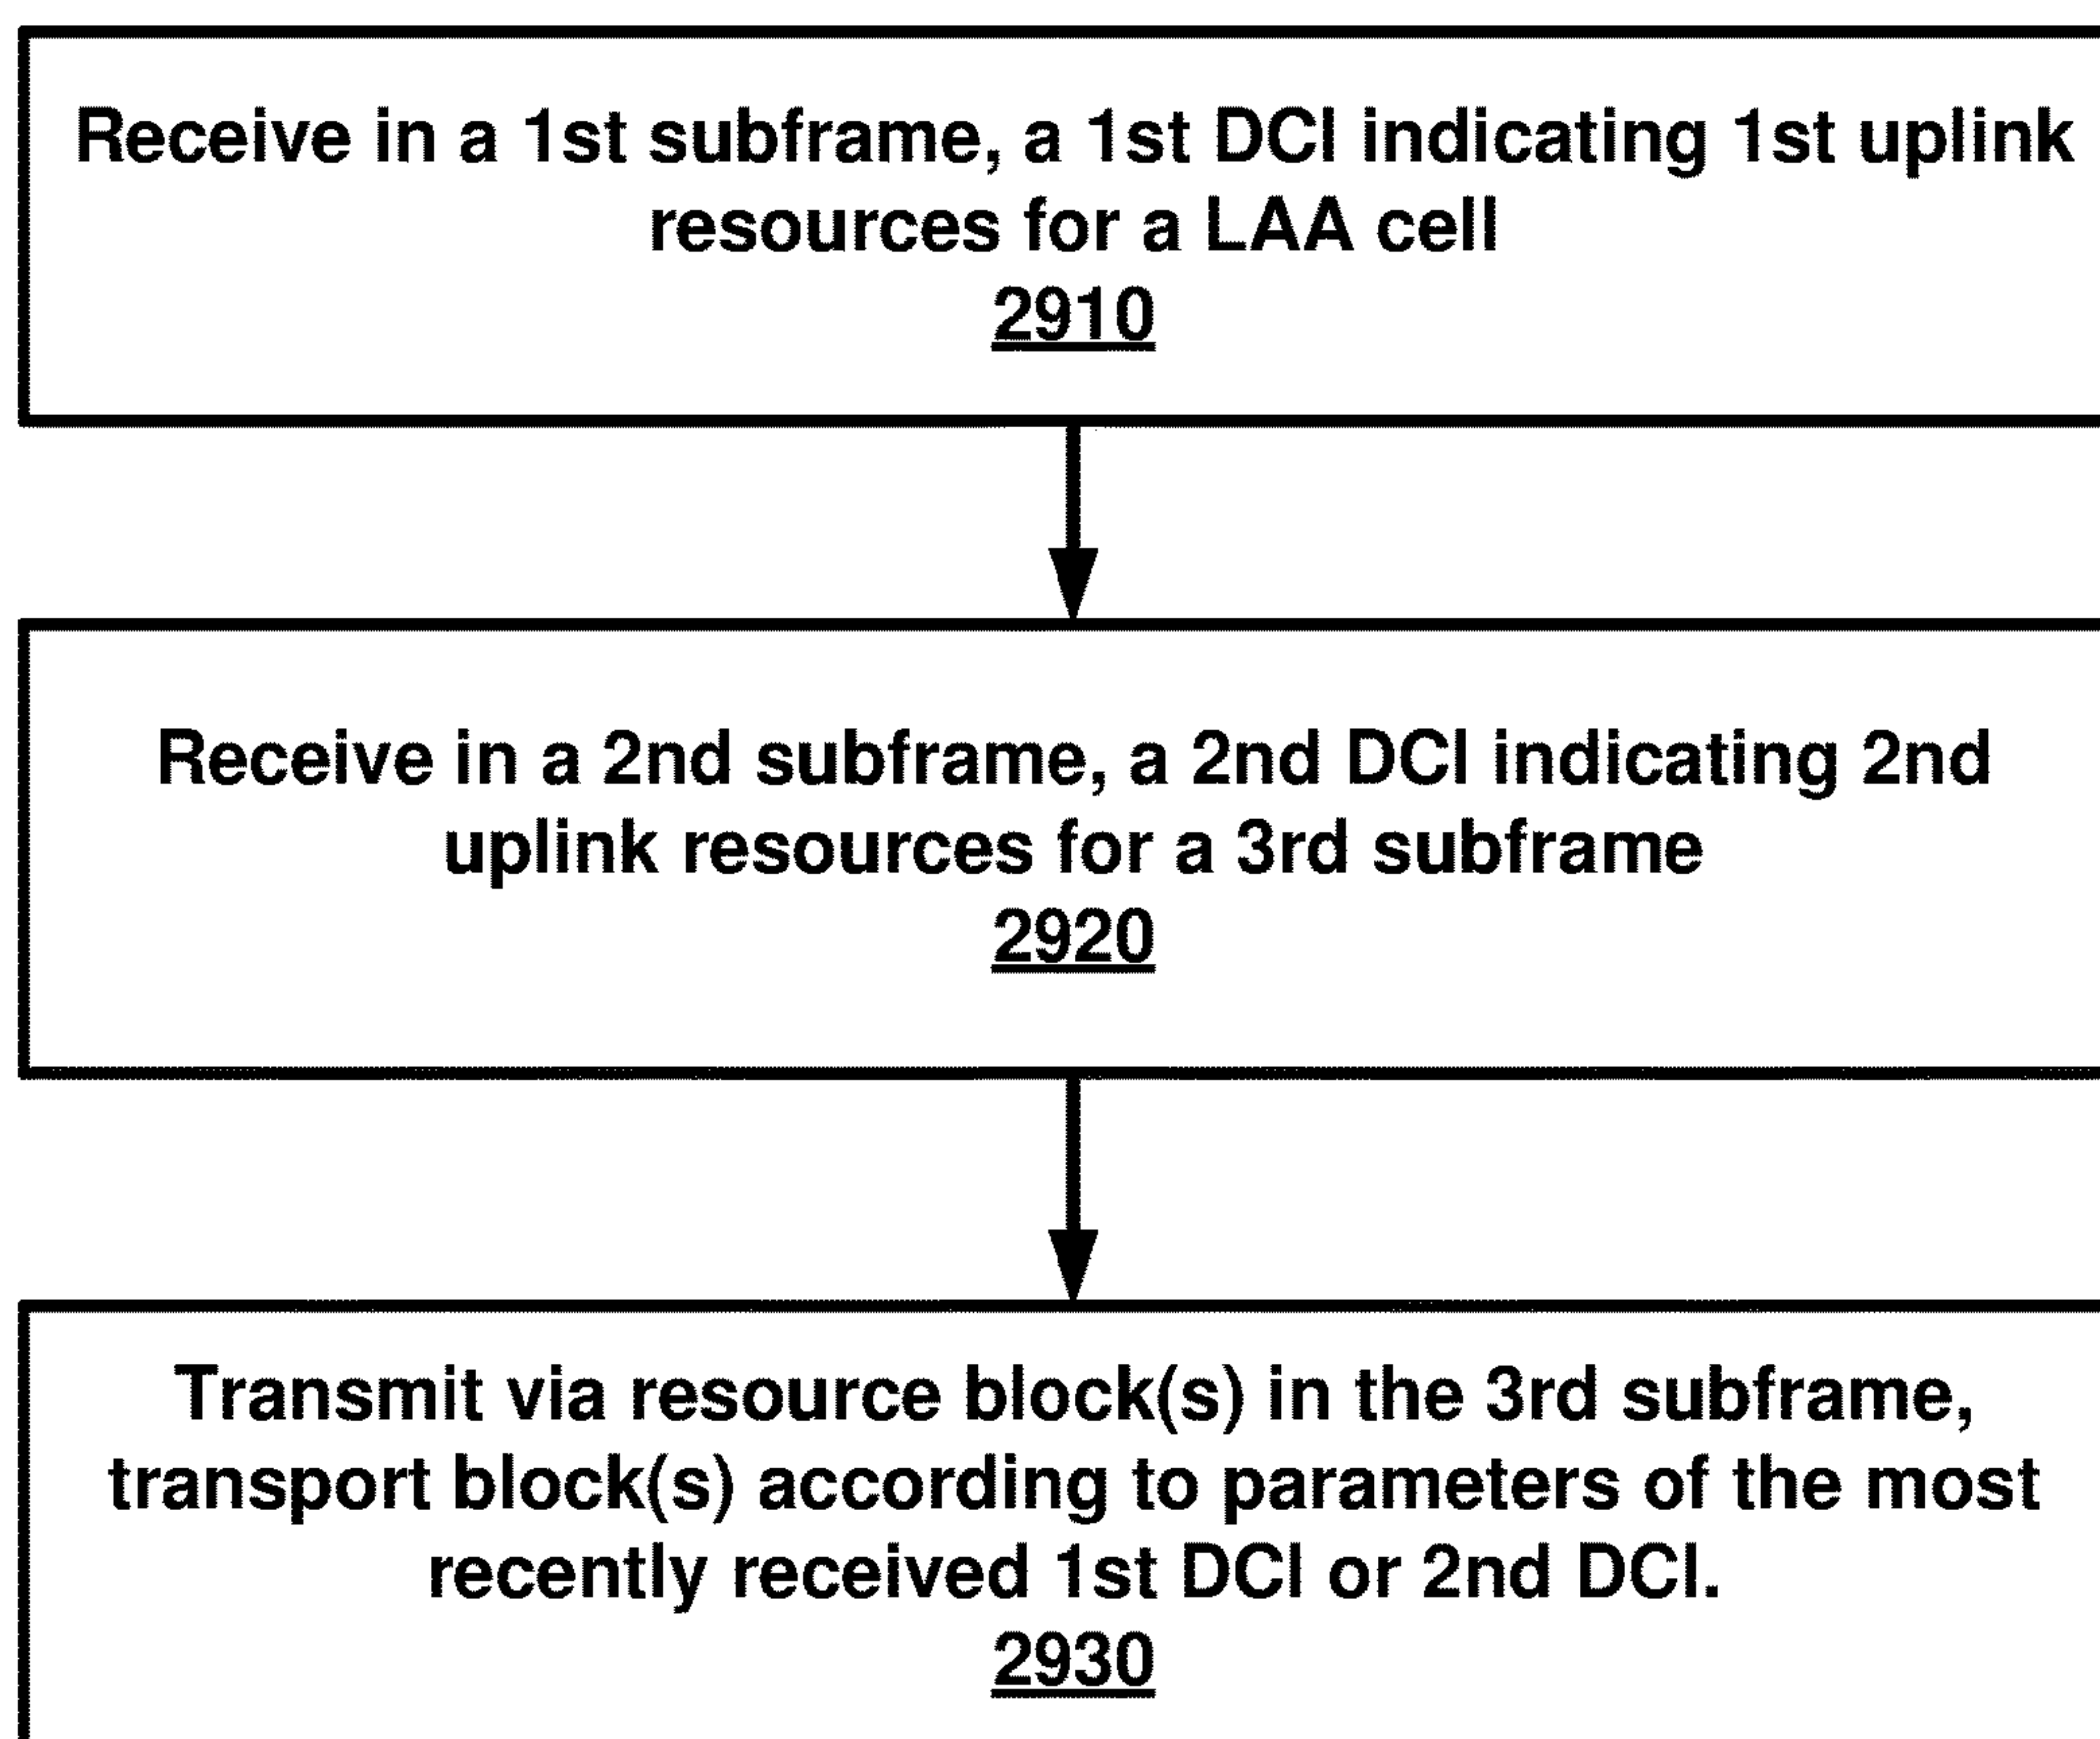 Receive in a 1st subframe, a 1st DCI indicating 1st uplink
resources for a LAA cell
2910
Receive in a 2nd subframe, a 2nd DCI indicating 2nd
uplink resources for a 3rd subframe
2920
Transmit via resource block(s) in the 3rd subframe,
transport block(s) according to parameters of the most
recently received 1st DCI or 2nd DCI.
2930